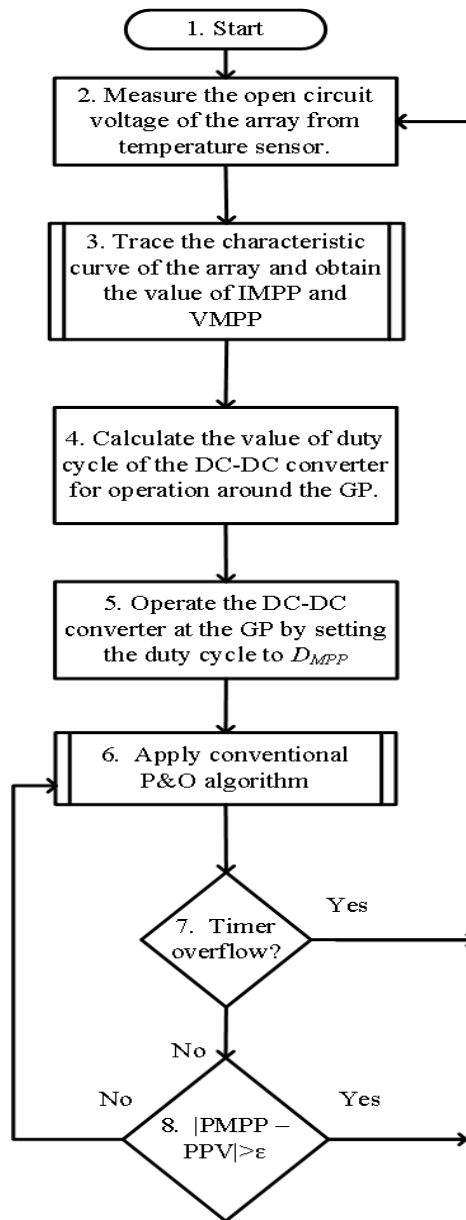 1. Start
2. Measure the open circuit
voltage of the array from
temperature sensor.
3. Trace the characteristic
curve of the array and obtain
the value of IMPP and
VMPP
4. Calculate the value of duty
cycle of the DC-DC converter
for operation around the GP.
5. Operate the DC-DC
converter at the GP by setting
the duty cycle to D_MPP
6. Apply conventional
P&O algorithm
Yes
7. Timer
overflow?
No
No
Yes
8. |PMPP –
PPV|>ε